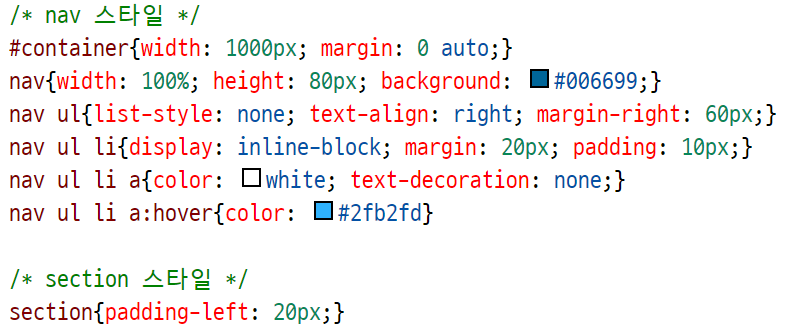 /* nav 스타일 */
#container{width: 1000px; margin: 0 auto;}
nav{width: 100%; height: 80px; background: #006699;}
nav ul{list-style: none; text-align: right; margin-right: 60px;}
nav ul li{display: inline-block; margin: 20px; padding: 10px;}
nav ul li a{color: white; text-decoration: none;}
nav ul li a:hover{color: #2fb2fd}
/* section 스타일 */
section{padding-left: 20px;}